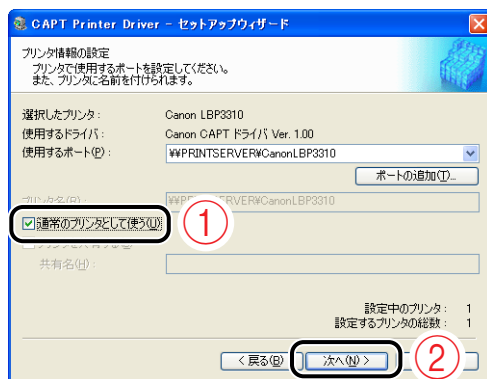 CAPT Printer Driver - セットアップウィザード
プリンタ情報の設定
プリンタで使用するポートを設定してください。
また、プリンタに名前を付けられます。
選択したプリンタ: Canon LBP3310
使用するドライバ: Canon CAPT ドライバ Ver. 1.00
使用するポート(P): ¥¥PRINTSERVER¥CanonLBP3310
ポートの追加(T)...
プリンタ名(R): ¥¥PRINTSERVER¥CanonLBP3310
通常のプリンタとして使う(U)
①
共有名(H):
設定中のプリンタ: 1
設定するプリンタの総数: 1
< 戻る(B) 次へ(N) >
②